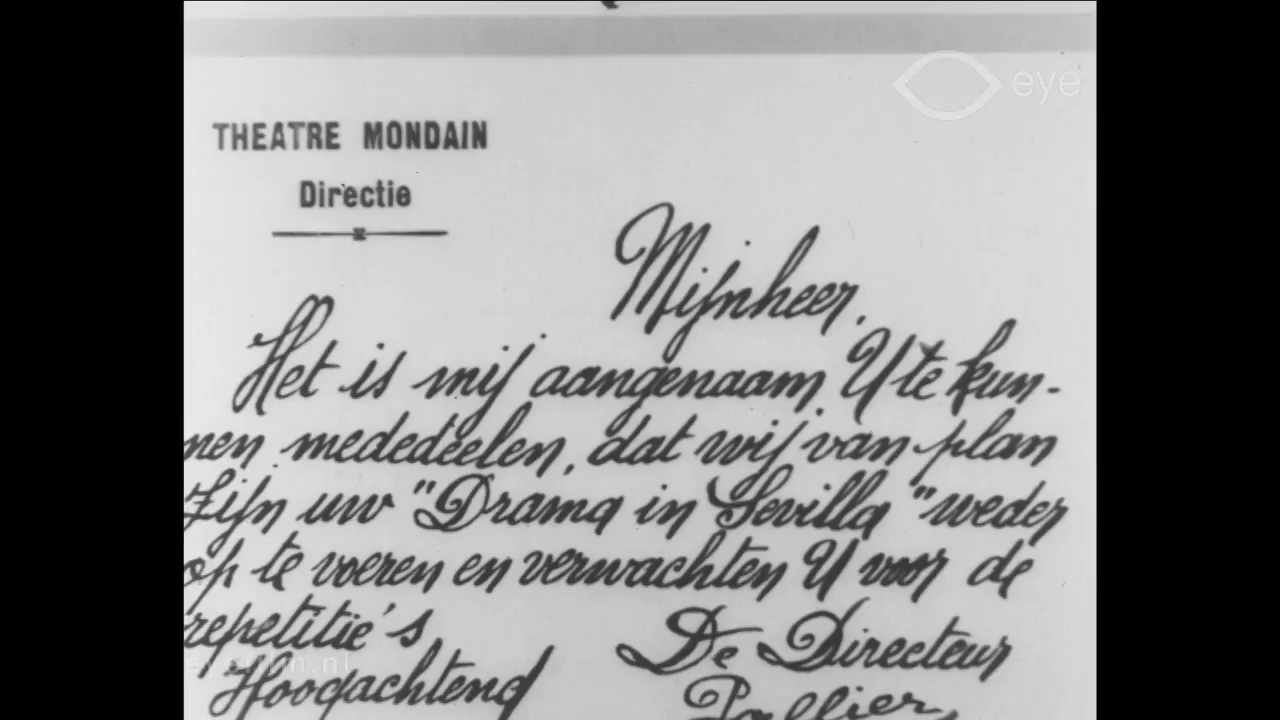 eye
THEATRE MONDAIN
Directie
Mijnheer,
Het is mij aangenaam U te kun-
nen mededeelen, dat wij van plan
zijn uw "Drama in Sevilla" weder
op te voeren en verwachten U voor de
repetitie's
De Directeur
Hoogachtend
Pallier,